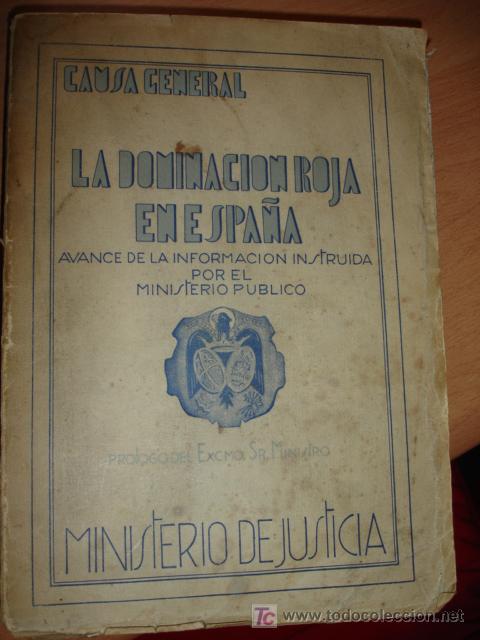 CAUSA GENERAL
LA DOMINACION ROJA
EN ESPAÑA
AVANCE DE LA INFORMACION INSTRUIDA
POR EL
MINISTERIO PUBLICO
PROLOGO DEL EXCMO. SR. MINISTRO
MINISTERIO DE JUSTICIA
TC www.todocoleccion.net